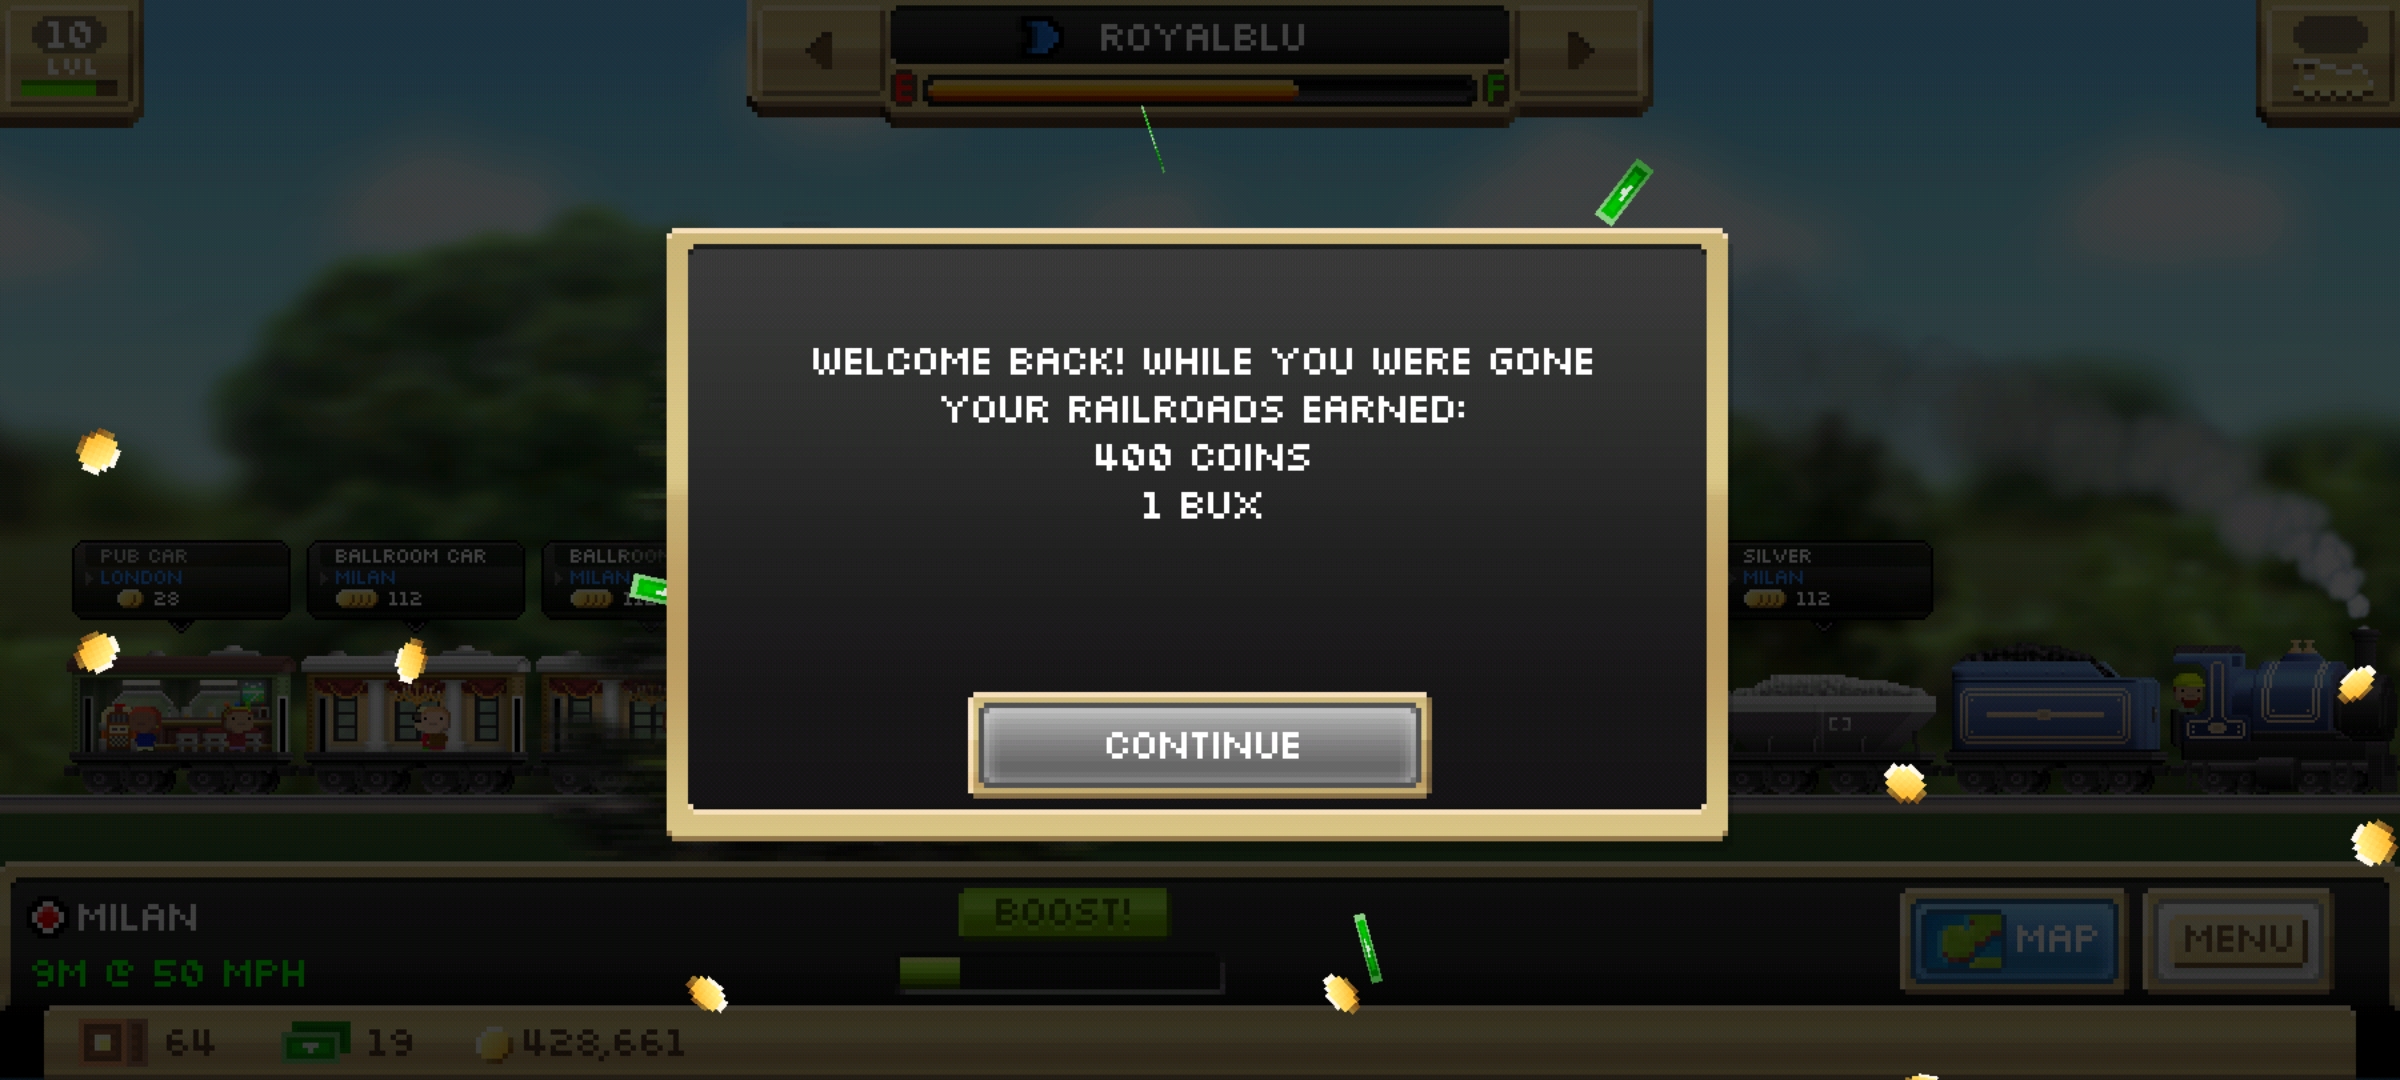 10
LVL
ROYALBLU
E
F
WELCOME BACK! WHILE YOU WERE GONE
YOUR RAILROADS EARNED:
400 COINS
1 BUX
CONTINUE
PUB CAR
LONDON
28
BALLROOM CAR
MILAN
112
MILAN
SILVER
MILAN
112
MILAN
9M @ 50 MPH
BOOST!
MAP
MENU
64
19
428,661